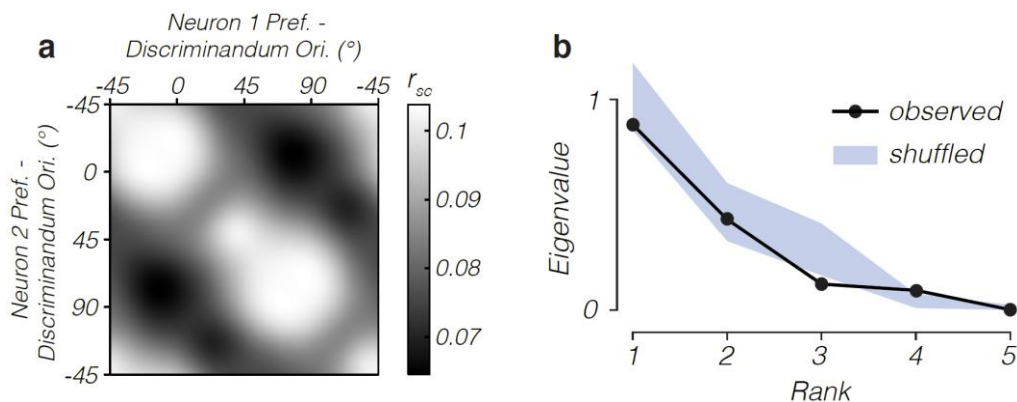 a
Neuron 1 Pref. -
Discriminandum Ori. (°)
-45 0 45 90 -45
Neuron 2 Pref. -
Discriminandum Ori. (°)
-45
0
45
90
-45
r_sc
0.1
0.09
0.08
0.07
b
Eigenvalue
1
0
observed
shuffled
1 2 3 4 5
Rank